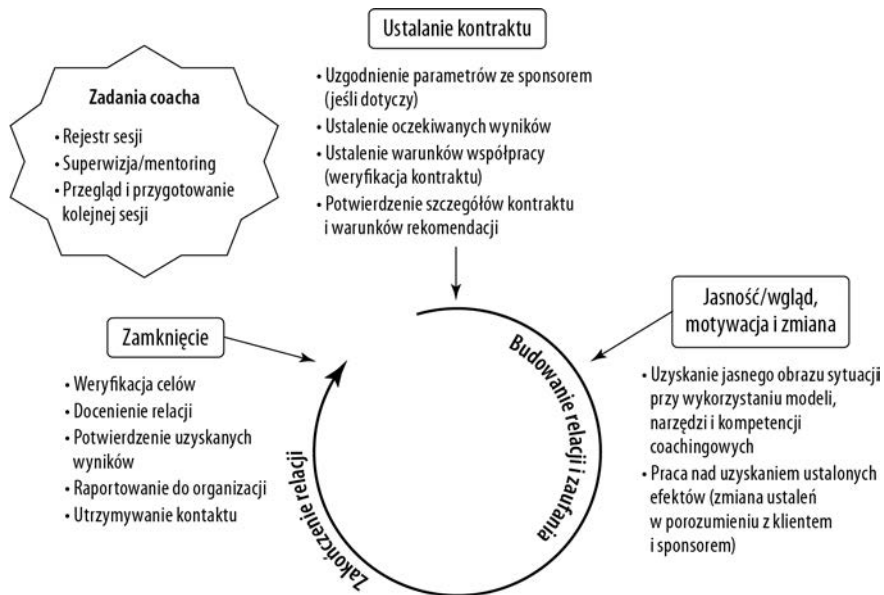 Ustalanie kontraktu
• Uzgodnienie parametrów ze sponsorem
(jeśli dotyczy)
• Ustalenie oczekiwanych wyników
• Ustalenie warunków współpracy
(weryfikacja kontraktu)
• Potwierdzenie szczegółów kontraktu
i warunków rekomendacji
Zadania coacha
• Rejestr sesji
• Superwizja/mentoring
• Przegląd i przygotowanie
kolejnej sesji
Jasność/wgląd,
motywacja i zmiana
• Uzyskanie jasnego obrazu sytuacji
przy wykorzystaniu modeli,
narzędzi i kompetencji
coachingowych
• Praca nad uzyskaniem ustalonych
efektów (zmiana ustaleń
w porozumieniu z klientem
i sponsorem)
Zamknięcie
• Weryfikacja celów
• Docenienie relacji
• Potwierdzenie uzyskanych
wyników
• Raportowanie do organizacji
• Utrzymywanie kontaktu
Budowanie relacji i zaufania
Zakończenie relacji